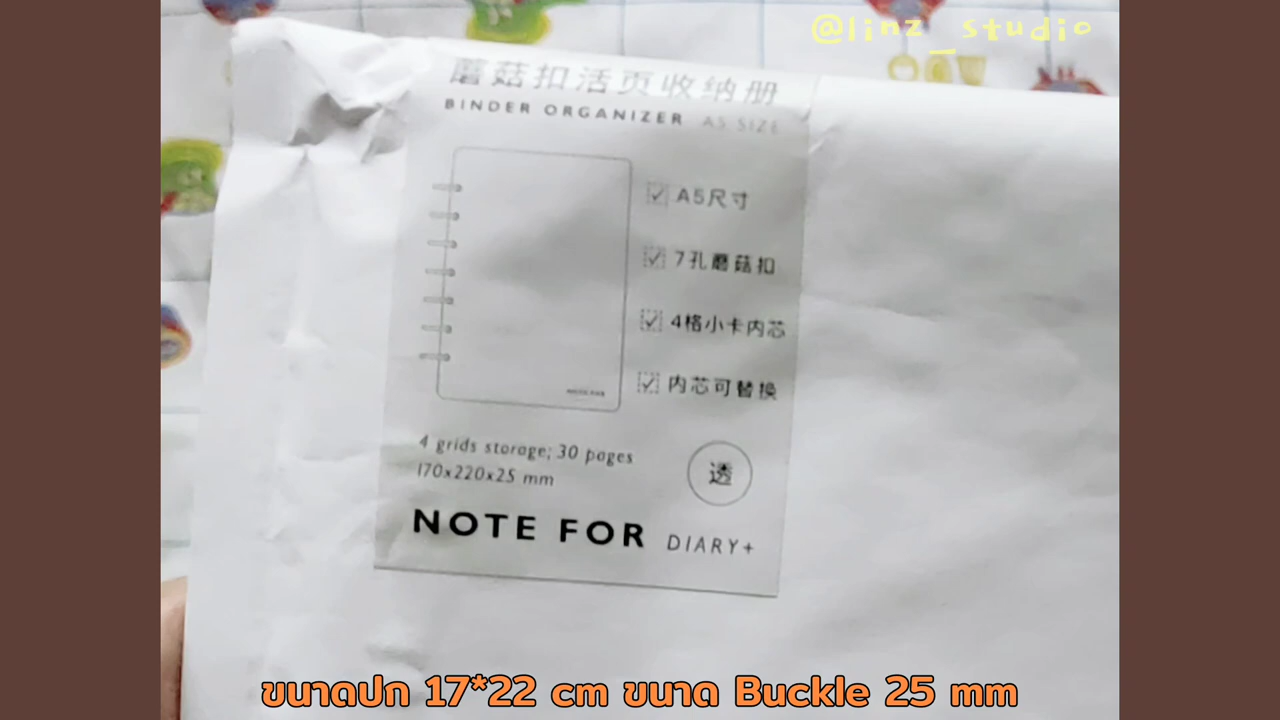 @linz_studio
蘑菇扣活页收纳册
BINDER ORGANIZER A5 SIZE
A5尺寸
7孔蘑菇扣
4格小卡内芯
内芯可替换
4 grids storage; 30 pages
170x220x25 mm
透
NOTE FOR DIARY+
ขนาดปก 17*22 cm ขนาด Buckle 25 mm